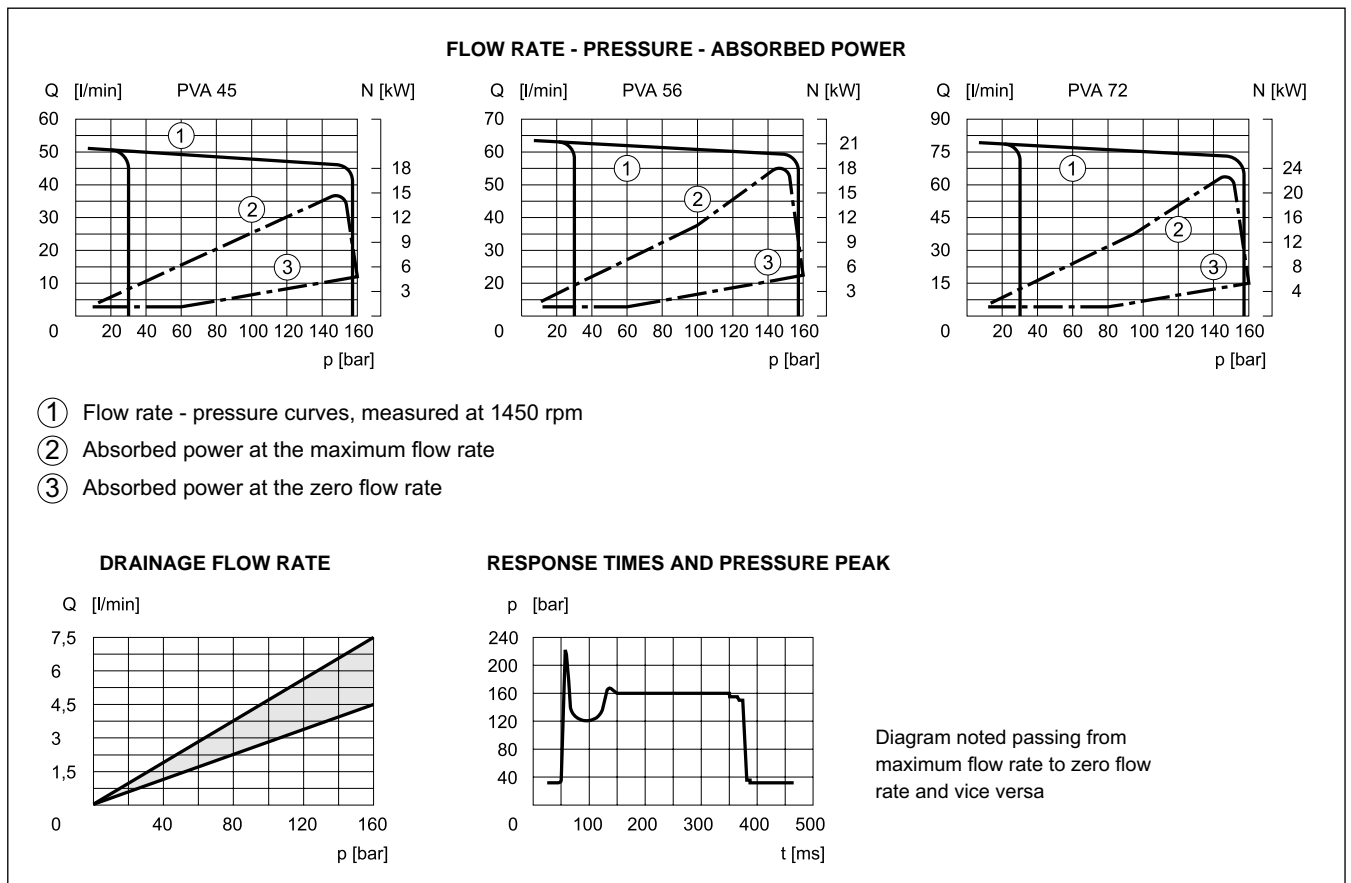 FLOW RATE - PRESSURE - ABSORBED POWER
Q [l/min] PVA 45 N [kW]
60
50
40
30
20
10
0
18
15
12
9
6
3
20 40 60 80 100 120 140 160
p [bar]
1
2
3
Q [l/min] PVA 56 N [kW]
70
60
50
40
30
20
0
21
18
15
12
9
6
3
20 40 60 80 100 120 140 160
p [bar]
1
2
3
Q [l/min] PVA 72 N [kW]
90
75
60
45
30
15
0
24
20
16
12
8
4
20 40 60 80 100 120 140 160
p [bar]
1
2
3
1 Flow rate - pressure curves, measured at 1450 rpm
2 Absorbed power at the maximum flow rate
3 Absorbed power at the zero flow rate
DRAINAGE FLOW RATE
Q [l/min]
7,5
6
4,5
3
1,5
0 40 80 120 160
p [bar]
RESPONSE TIMES AND PRESSURE PEAK
p [bar]
240
200
160
120
80
40
0 100 200 300 400 500
t [ms]
Diagram noted passing from
maximum flow rate to zero flow
rate and vice versa